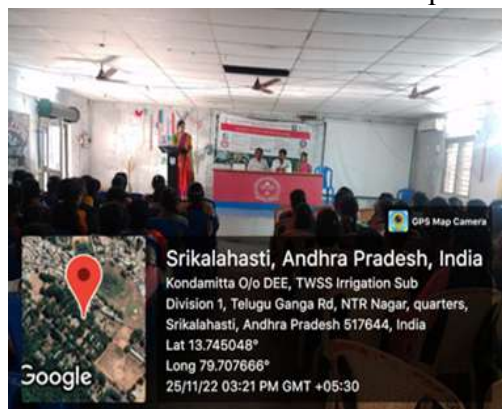 GPS Map Camera
Srikalahasti, Andhra Pradesh, India
Kondamitta O/o DEE, TWSS Irrigation Sub
Division 1, Telugu Ganga Rd, NTR Nagar, quarters,
Srikalahasti, Andhra Pradesh 517644, India
Lat 13.745048°
Long 79.707666°
25/11/22 03:21 PM GMT +05:30
Google